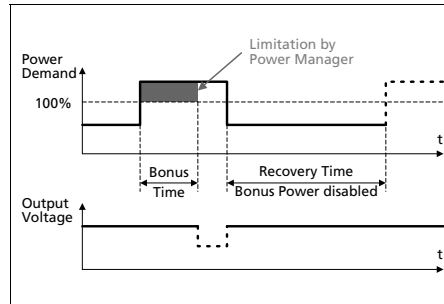 Limitation by
Power Manager
Power
Demand
100%
t
Bonus
Time
Recovery Time
Bonus Power disabled
Output
Voltage
t